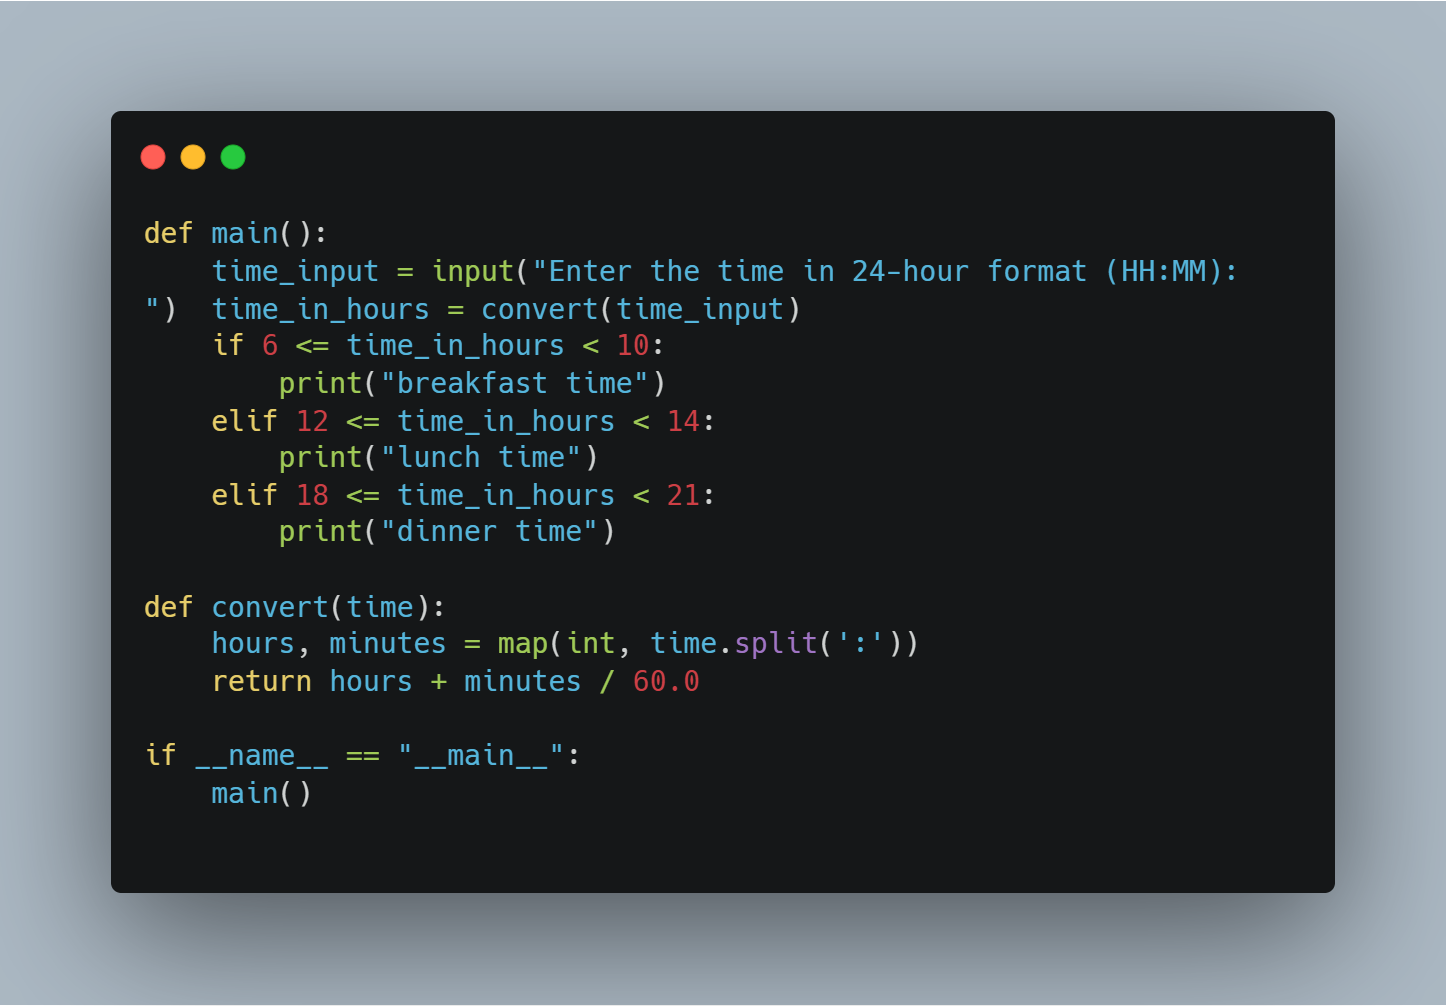 def main():
    time_input = input("Enter the time in 24-hour format (HH:MM):
")  time_in_hours = convert(time_input)
    if 6 <= time_in_hours < 10:
        print("breakfast time")
    elif 12 <= time_in_hours < 14:
        print("lunch time")
    elif 18 <= time_in_hours < 21:
        print("dinner time")

def convert(time):
    hours, minutes = map(int, time.split(':'))
    return hours + minutes / 60.0

if __name__ == "__main__":
    main()